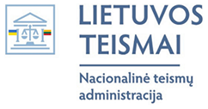 LIETUVOS
TEISMAI
Nacionalinė teismų
administracija